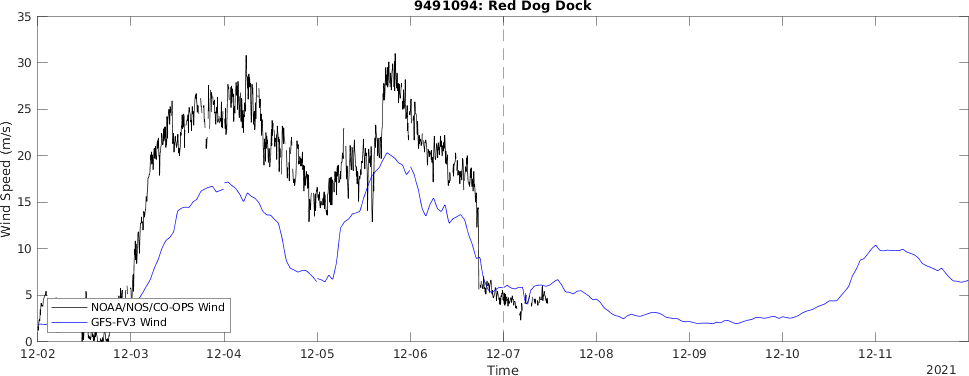 9491094: Red Dog Dock
35
30
25
20
15
10
5
0
Wind Speed (m/s)
NOAA/NOS/CO-OPS Wind
GFS-FV3 Wind
12-02 12-03 12-04 12-05 12-06 12-07 12-08 12-09 12-10 12-11
Time
2021